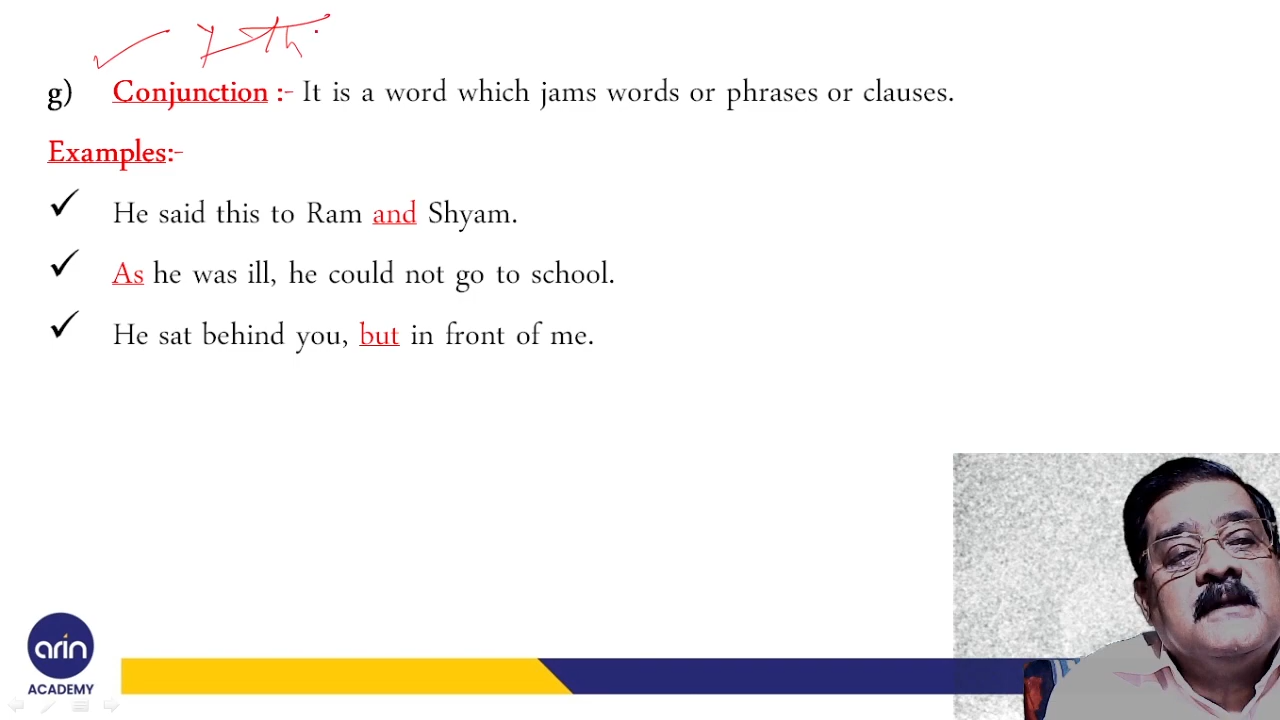 g) Conjunction :- It is a word which jams words or phrases or clauses.
Examples:-
✓ He said this to Ram and Shyam.
✓ As he was ill, he could not go to school.
✓ He sat behind you, but in front of me.
arin
ACADEMY